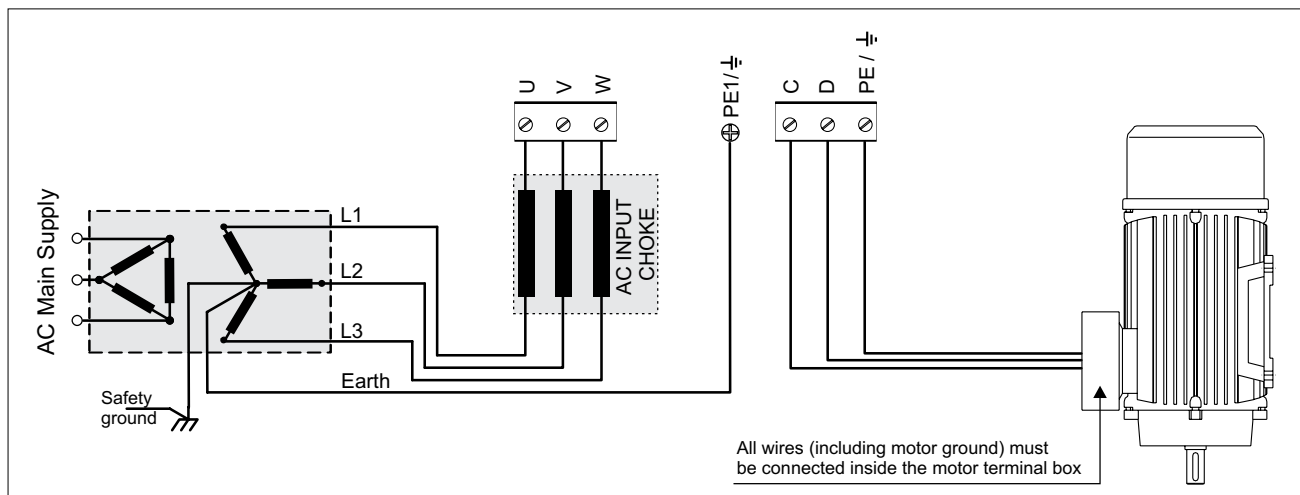 U
V
W
PE1/⏚
C
D
PE / ⏚
AC Main Supply
L1
L2
L3
AC INPUT
CHOKE
Earth
Safety
ground
All wires (including motor ground) must
be connected inside the motor terminal box